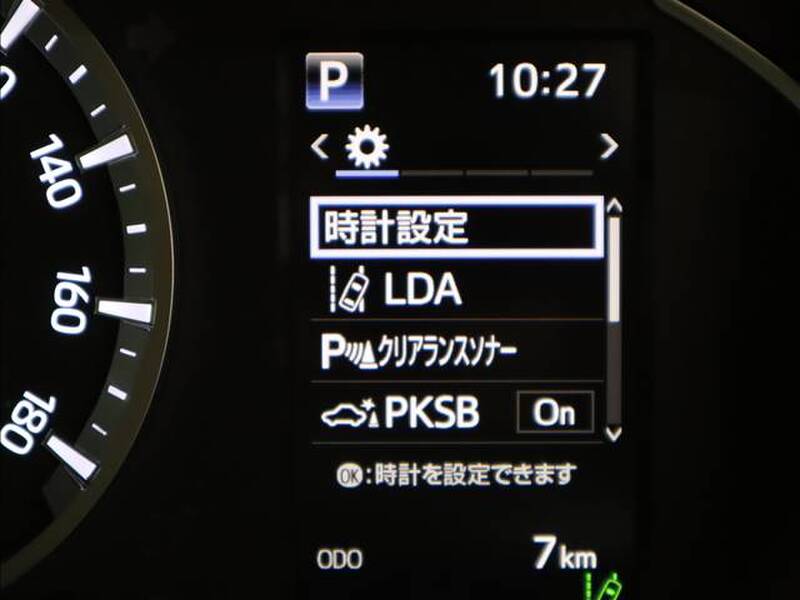 P 10:27
時計設定
LDA
Pクリアランスソナー
PKSB On
OK:時計を設定できます
ODO 7km
140
160
180